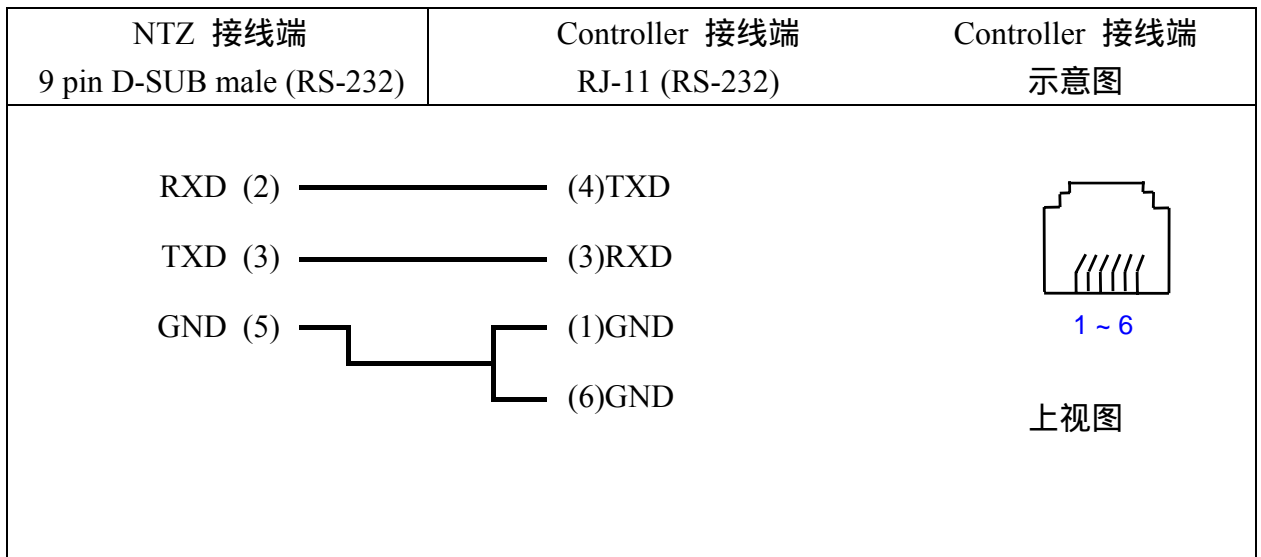 NTZ 接线端
9 pin D-SUB male (RS-232)
Controller 接线端
RJ-11 (RS-232)
Controller 接线端
示意图
RXD (2) (4)TXD
TXD (3) (3)RXD
GND (5) (1)GND
(6)GND
1 ~ 6
上视图